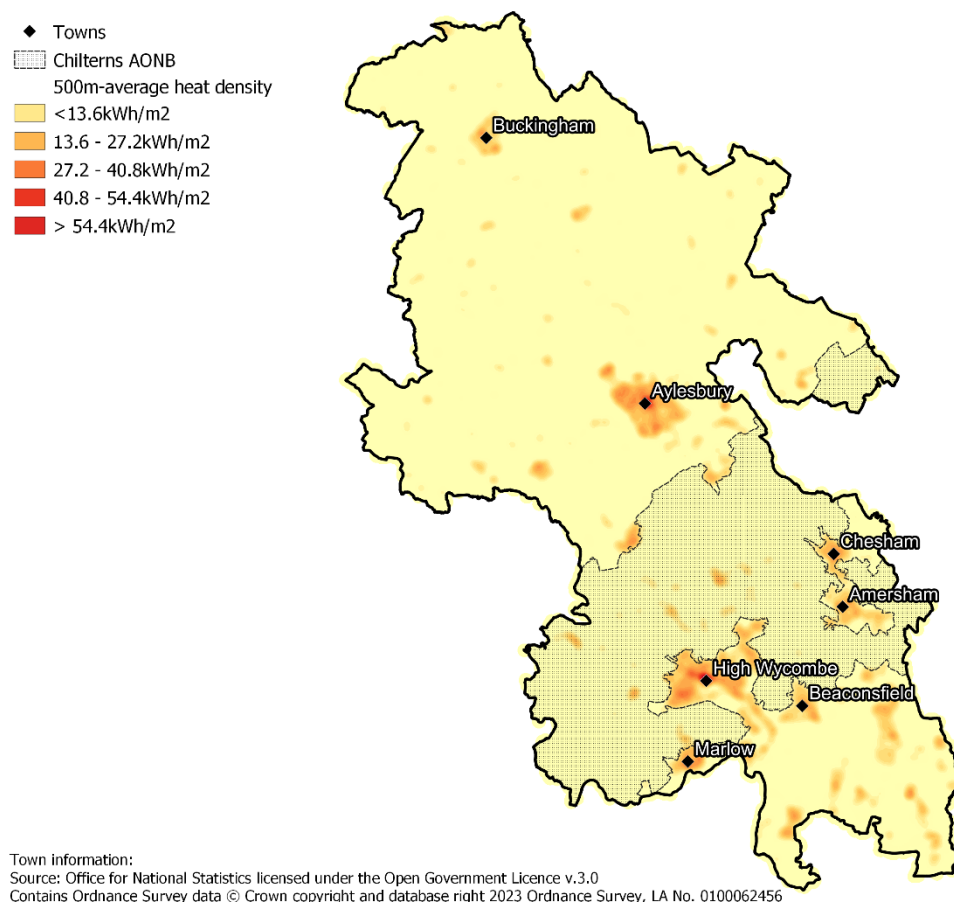 Towns
Chilterns AONB
500m-average heat density
<13.6kWh/m2
13.6 - 27.2kWh/m2
27.2 - 40.8kWh/m2
40.8 - 54.4kWh/m2
> 54.4kWh/m2
Buckingham
Aylesbury
Chesham
Amersham
High Wycombe
Beaconsfield
Marlow
Town information:
Source: Office for National Statistics licensed under the Open Government Licence v.3.0
Contains Ordnance Survey data © Crown copyright and database right 2023 Ordnance Survey, LA No. 0100062456